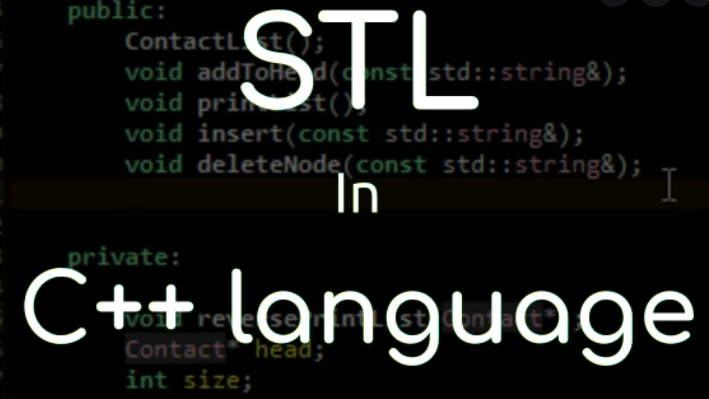 public:
ContactList();
void addToHead(const std::string&);
void printList();
void insert(const std::string&);
void deleteNode(const std::string&);
private:
void reversePrintList(Contact*);
Contact* head;
int size;
STL
In
C++ language